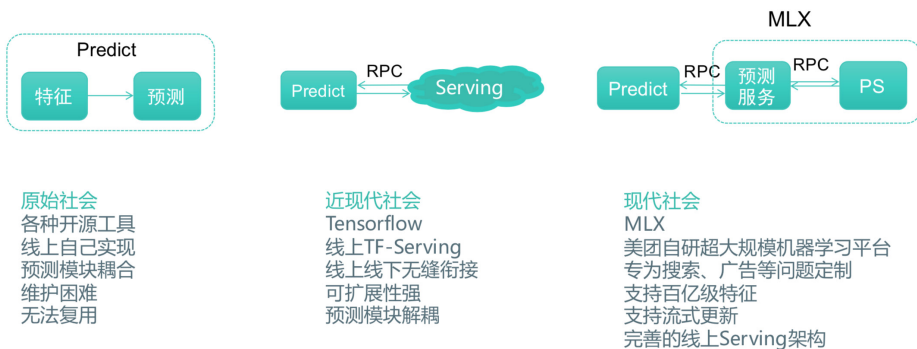 Predict
特征
预测
RPC
Predict
Serving
MLX
RPC
Predict
预测
服务
RPC
PS
原始社会
各种开源工具
线上自己实现
预测模块耦合
维护困难
无法复用
近现代社会
Tensorflow
线上TF-Serving
线上线下无缝衔接
可扩展性强
预测模块解耦
现代社会
MLX
美团自研超大规模机器学习平台
专为搜索、广告等问题定制
支持百亿级特征
支持流式更新
完善的线上Serving架构